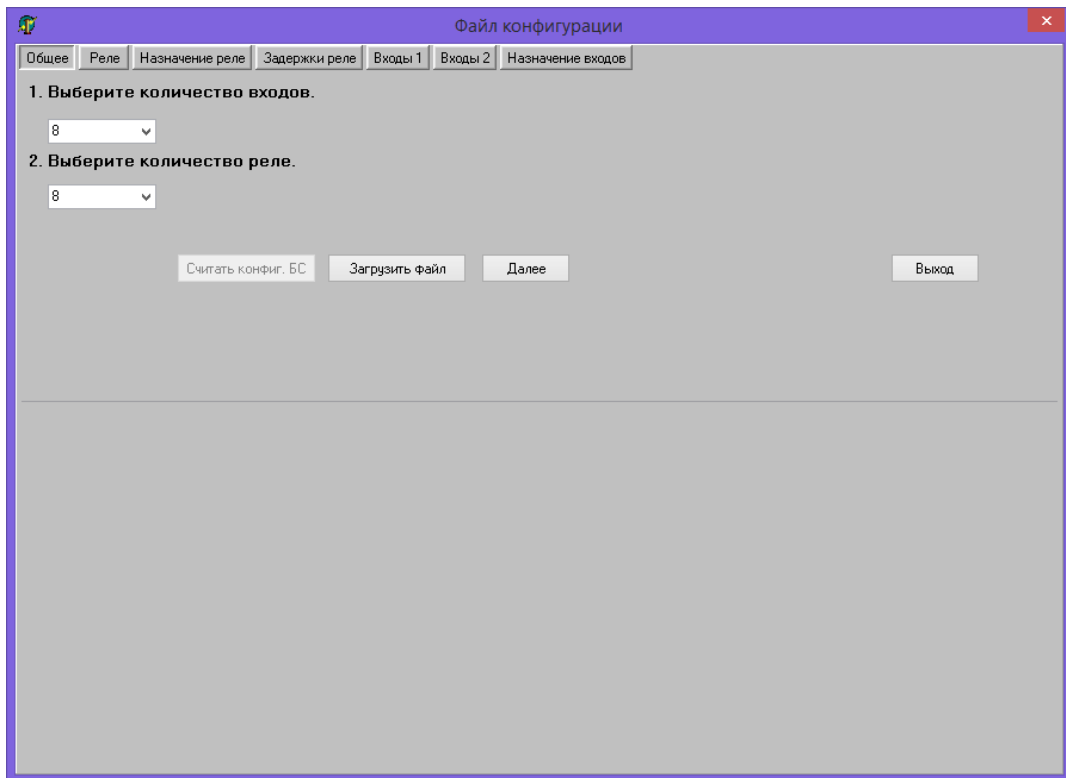 Файл конфигурации
Общее Реле Назначение реле Задержки реле Входы 1 Входы 2 Назначение входов
1. Выберите количество входов.
8
2. Выберите количество реле.
8
Считать конфиг. БС Загрузить файл Далее Выход